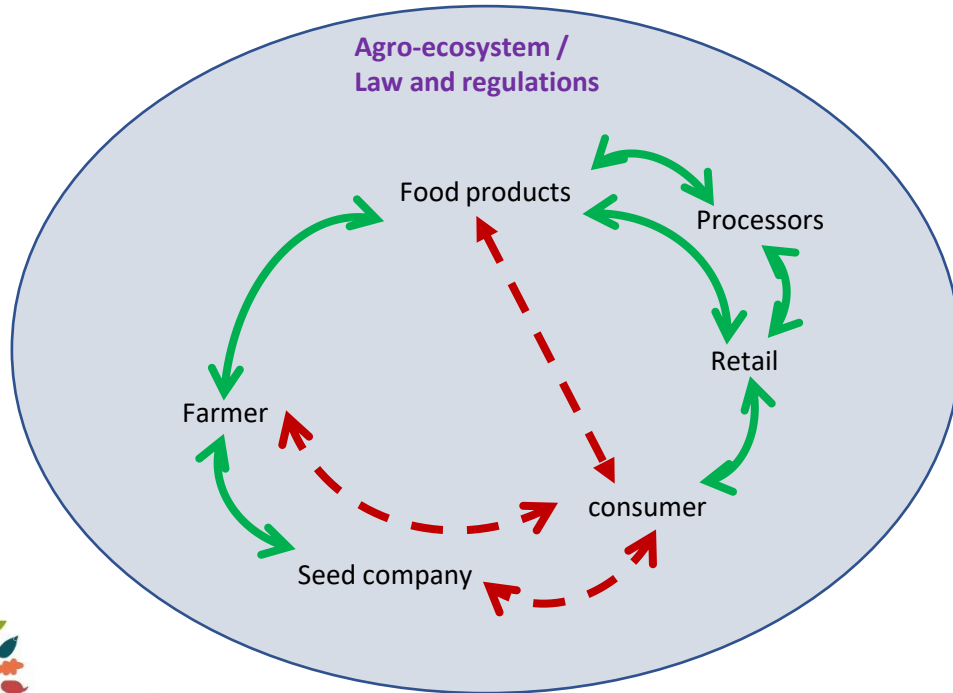 Agro-ecosystem /
Law and regulations
Food products
Processors
Retail
Farmer
consumer
Seed company